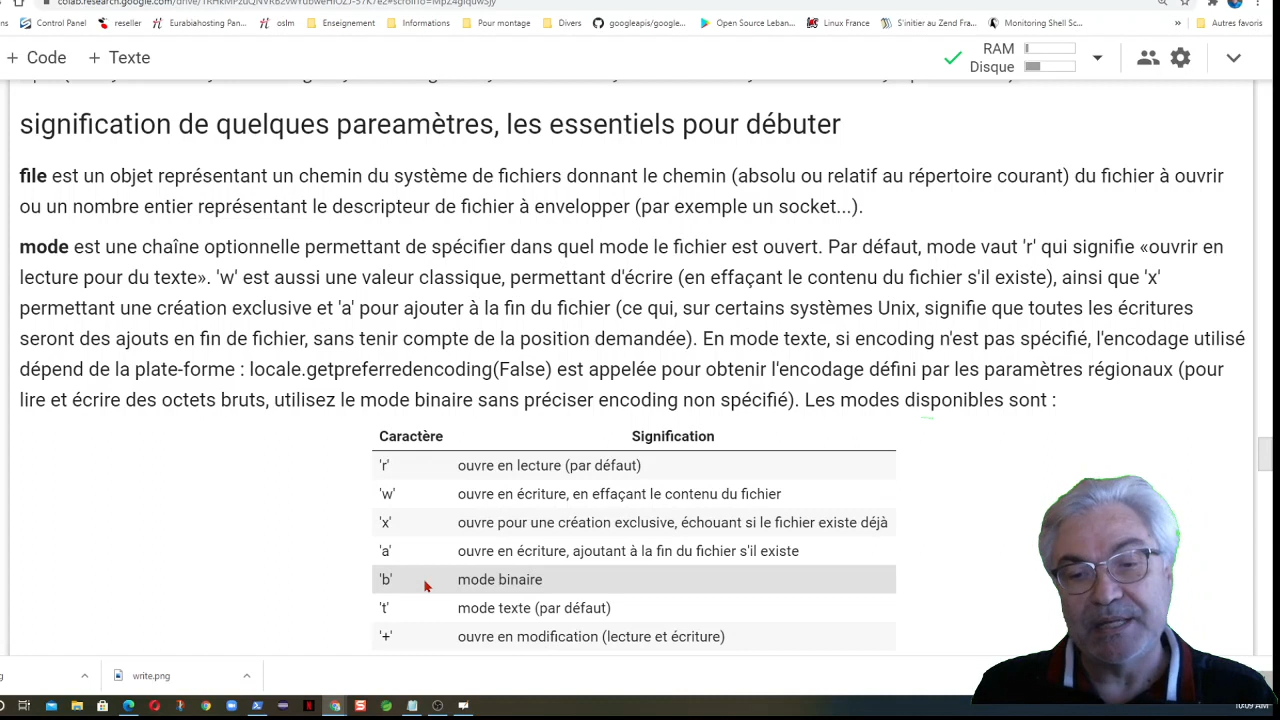 Control Panel
reseller
Eurabiahosting Pan...
oslm
Enseignement
Informations
Pour montage
Divers
googleapis/google...
Open Source Leban...
Linux France
S'initier au Zend Fra...
Monitoring Shell Sc...
»
Autres favoris
+ Code + Texte
RAM
Disque
signification de quelques pareamètres, les essentiels pour débuter
file est un objet représentant un chemin du système de fichiers donnant le chemin (absolu ou relatif au répertoire courant) du fichier à ouvrir
ou un nombre entier représentant le descripteur de fichier à envelopper (par exemple un socket...).
mode est une chaîne optionnelle permettant de spécifier dans quel mode le fichier est ouvert. Par défaut, mode vaut 'r' qui signifie «ouvrir en
lecture pour du texte». 'w' est aussi une valeur classique, permettant d'écrire (en effaçant le contenu du fichier s'il existe), ainsi que 'x'
permettant une création exclusive et 'a' pour ajouter à la fin du fichier (ce qui, sur certains systèmes Unix, signifie que toutes les écritures
seront des ajouts en fin de fichier, sans tenir compte de la position demandée). En mode texte, si encoding n'est pas spécifié, l'encodage utilisé
dépend de la plate-forme : locale.getpreferredencoding(False) est appelée pour obtenir l'encodage défini par les paramètres régionaux (pour
lire et écrire des octets bruts, utilisez le mode binaire sans préciser encoding non spécifié). Les modes disponibles sont :
Caractère Signification
'r' ouvre en lecture (par défaut)
'w' ouvre en écriture, en effaçant le contenu du fichier
'x' ouvre pour une création exclusive, échouant si le fichier existe déjà
'a' ouvre en écriture, ajoutant à la fin du fichier s'il existe
'b' mode binaire
't' mode texte (par défaut)
'+' ouvre en modification (lecture et écriture)
write.png
10:09 AM